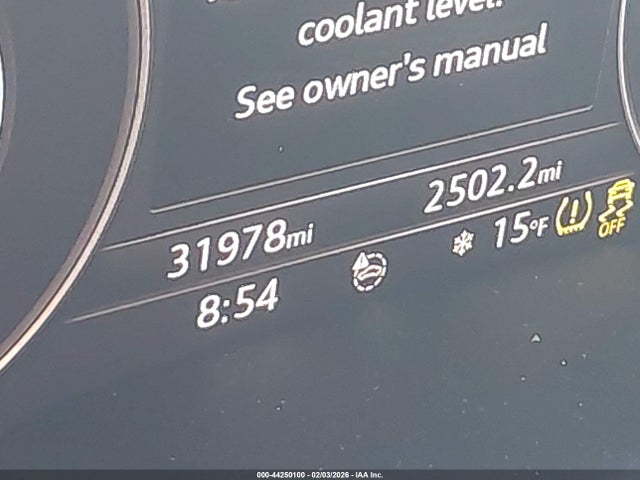 coolant level.
See owner's manual
2502.2mi
31978mi
15°F
OFF
8:54
000-44250100 - 02/03/2026 - IAA Inc.